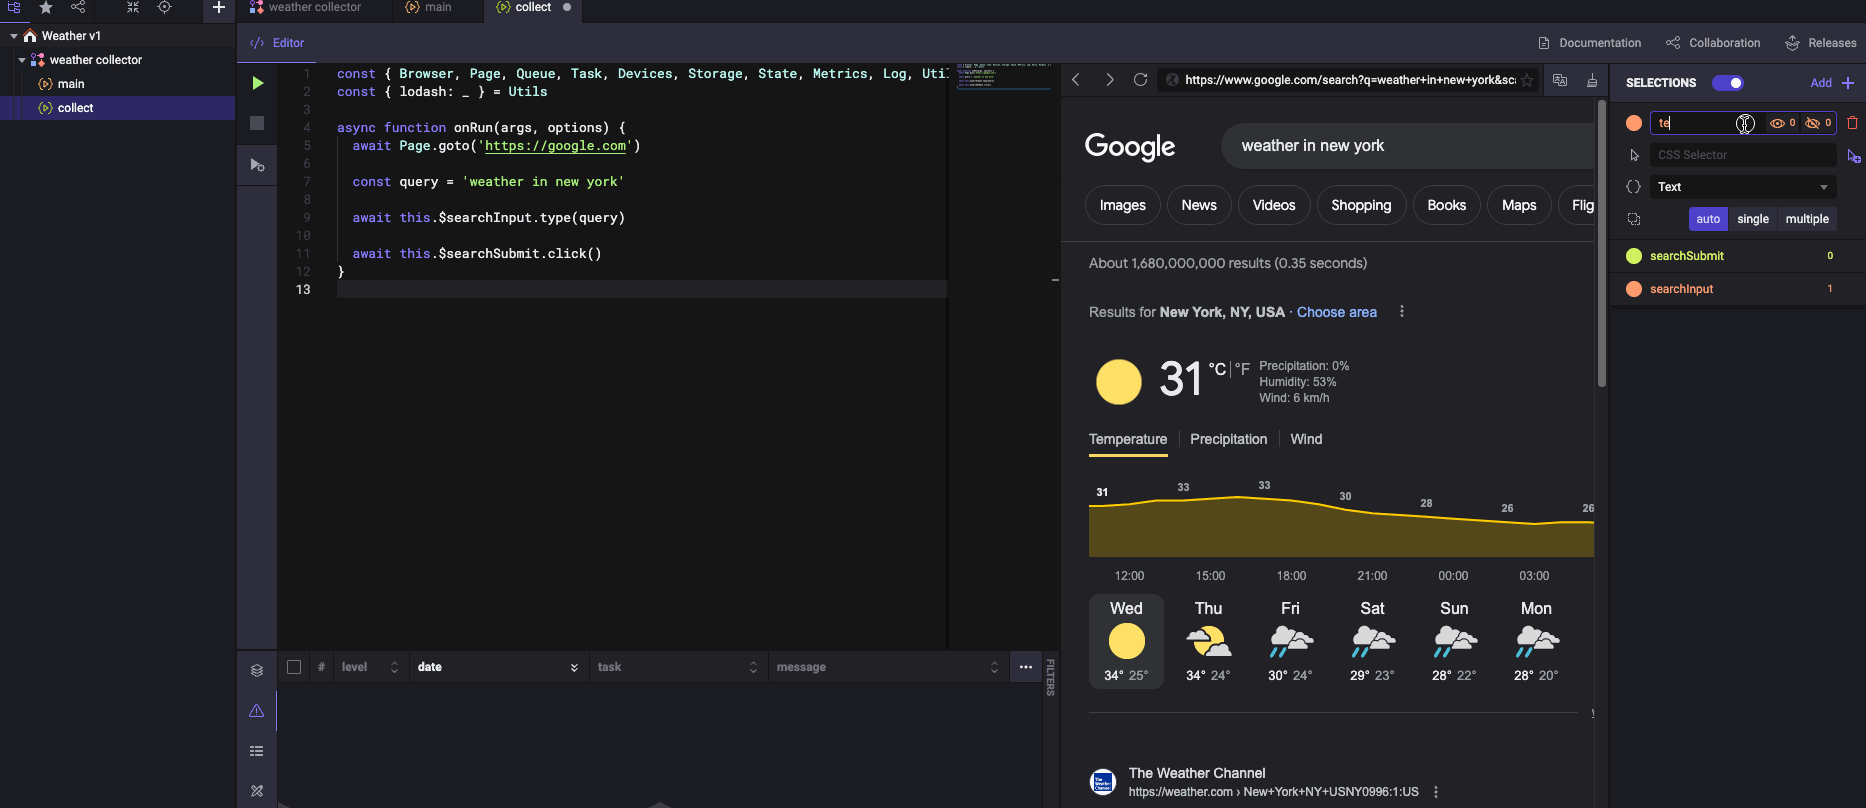 weather collector
main
collect
Weather v1
weather collector
main
collect
Editor
Documentation
Collaboration
Releases
1 const { Browser, Page, Queue, Task, Devices, Storage, State, Metrics, Log, Util
2 const { lodash: _ } = Utils
3
4 async function onRun(args, options) {
5 await Page.goto('https://google.com')
6
7 const query = 'weather in new york'
8
9 await this.$searchInput.type(query)
10
11 await this.$searchSubmit.click()
12 }
13
# level date task message
FILTERS
https://www.google.com/search?q=weather+in+new+york&sc
Google
weather in new york
Images News Videos Shopping Books Maps Flig
About 1,680,000,000 results (0.35 seconds)
Results for New York, NY, USA · Choose area
31 °C | °F
Precipitation: 0%
Humidity: 53%
Wind: 6 km/h
Temperature Precipitation Wind
31 33 33 30 28 26 26
12:00 15:00 18:00 21:00 00:00 03:00
Wed Thu Fri Sat Sun Mon
34° 25° 34° 24° 30° 24° 29° 23° 28° 22° 28° 20°
The Weather Channel
https://weather.com › New+York+NY+USNY0996:1:US
SELECTIONS
Add
te 0 0
CSS Selector
Text
auto single multiple
searchSubmit 0
searchInput 1